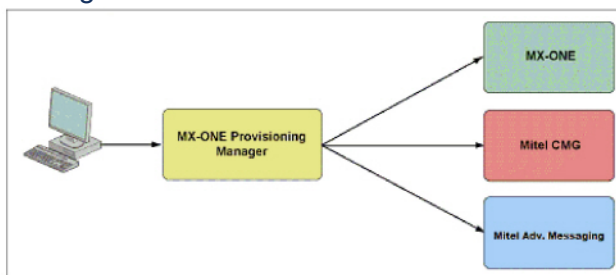 MX-ONE
MX-ONE Provisioning
Manager
Mitel CMG
Mitel Adv. Messaging